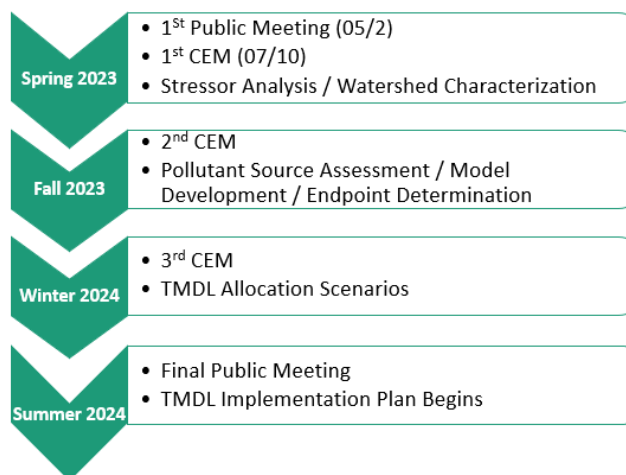 Spring 2023
• 1St Public Meeting (05/2)
• 1st CEM (07/10)
• Stressor Analysis / Watershed Characterization
Fall 2023
• 2nd CEM
• Pollutant Source Assessment / Model
Development / Endpoint Determination
Winter 2024
• 3rd CEM
• TMDL Allocation Scenarios
Summer 2024
• Final Public Meeting
• TMDL Implementation Plan Begins